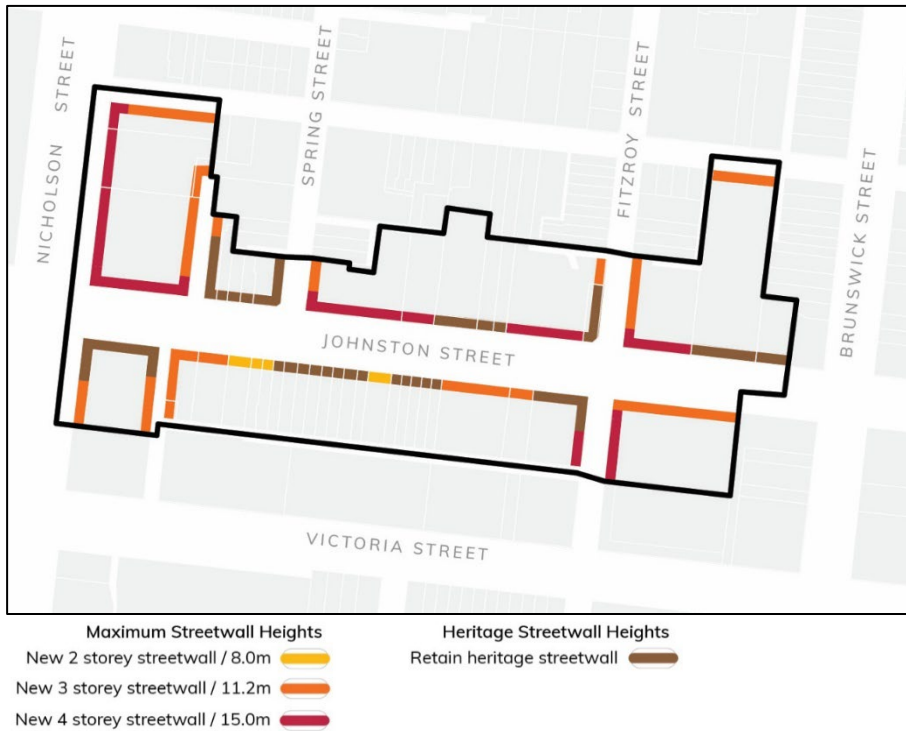 NICHOLSON STREET
SPRING STREET
FITZROY STREET
BRUNSWICK STREET
JOHNSTON STREET
VICTORIA STREET
Maximum Streetwall Heights
New 2 storey streetwall / 8.0m
New 3 storey streetwall / 11.2m
New 4 storey streetwall / 15.0m
Heritage Streetwall Heights
Retain heritage streetwall